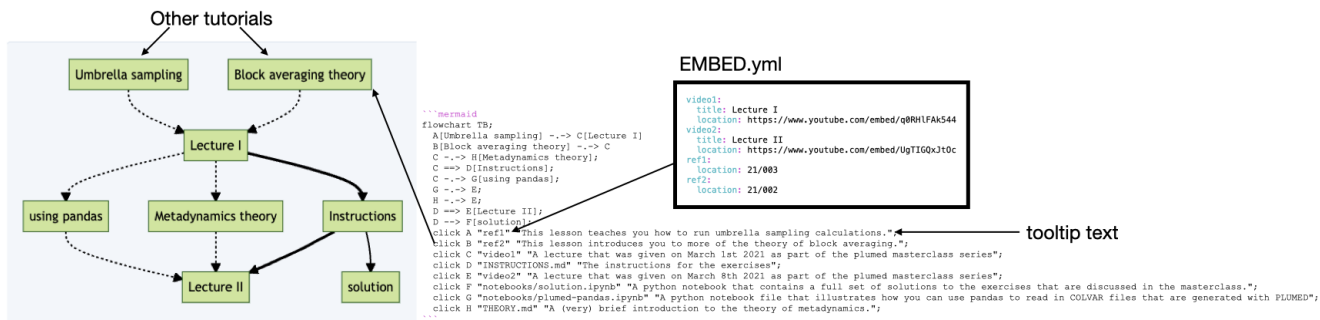 Other tutorials
Umbrella sampling
Block averaging theory
Lecture I
using pandas
Metadynamics theory
Instructions
Lecture II
solution
EMBED.yml
video1:
title: Lecture I
location: https://www.youtube.com/embed/q0RHlFAk544
video2:
title: Lecture II
location: https://www.youtube.com/embed/UgTIGQxJtOc
ref1:
location: 21/003
ref2:
location: 21/002
```mermaid
flowchart TB;
A[Umbrella sampling] -.-> C[Lecture I]
B[Block averaging theory] -.-> C
C -.-> H[Metadynamics theory];
C ==> D[Instructions];
C -.-> G[using pandas];
G -.-> E;
H -.-> E;
D ==> E[Lecture II];
D --> F[solution];
click A "ref1" "This lesson teaches you how to run umbrella sampling calculations.";
click B "ref2" "This lesson introduces you to more of the theory of block averaging.";
click C "video1" "A lecture that was given on March 1st 2021 as part of the plumed masterclass series";
click D "INSTRUCTIONS.md" "The instructions for the exercises";
click E "video2" "A lecture that was given on March 8th 2021 as part of the plumed masterclass series";
click F "notebooks/solution.ipynb" "A python notebook that contains a full set of solutions to the exercises that are discussed in the masterclass.";
click G "notebooks/plumed-pandas.ipynb" "A python notebook file that illustrates how you can use pandas to read in COLVAR files that are generated with PLUMED";
click H "THEORY.md" "A (very) brief introduction to the theory of metadynamics.";
```
tooltip text